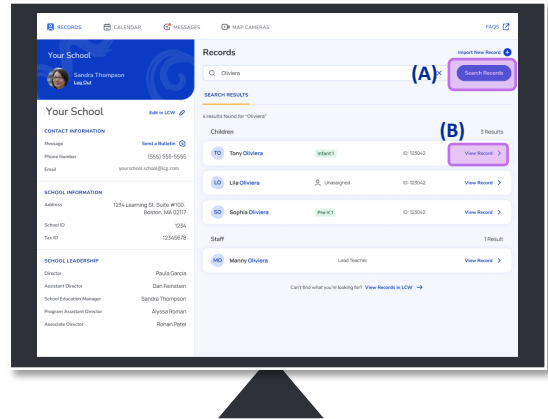 RECORDS CALENDAR MESSAGES MAP CAMERAS FAQS
Your School
Sandra Thompson
Log Out
Your School Edit in LCW
CONTACT INFORMATION
Message Send a Bulletin
Phone Number (555) 555-5555
Email yourschool.school@lcg.com
SCHOOL INFORMATION
Address 1234 Learning St. Suite #100.
Boston, MA 02117
School ID 1234
Tax ID 12345678
SCHOOL LEADERSHIP
Director Paula Garcia
Assistant Director Dan Feinstein
School Education Manager Sandra Thompson
Program Assistant Director Alyssa Roman
Associate Director Rohan Patel
Records Import New Record
Oliviera (A) Search Records
SEARCH RESULTS
4 results found for "Oliviera"
Children (B) 3 Results
TO Tony Oliviera Infant 1 ID: 123042 View Record
LO Lila Oliviera Unassigned ID: 123042 View Record
SO Sophia Oliviera Pre-K 1 ID: 123042 View Record
Staff 1 Result
MO Manny Oliviera Lead Teacher View Record
Can't find what you're looking for? View Records in LCW